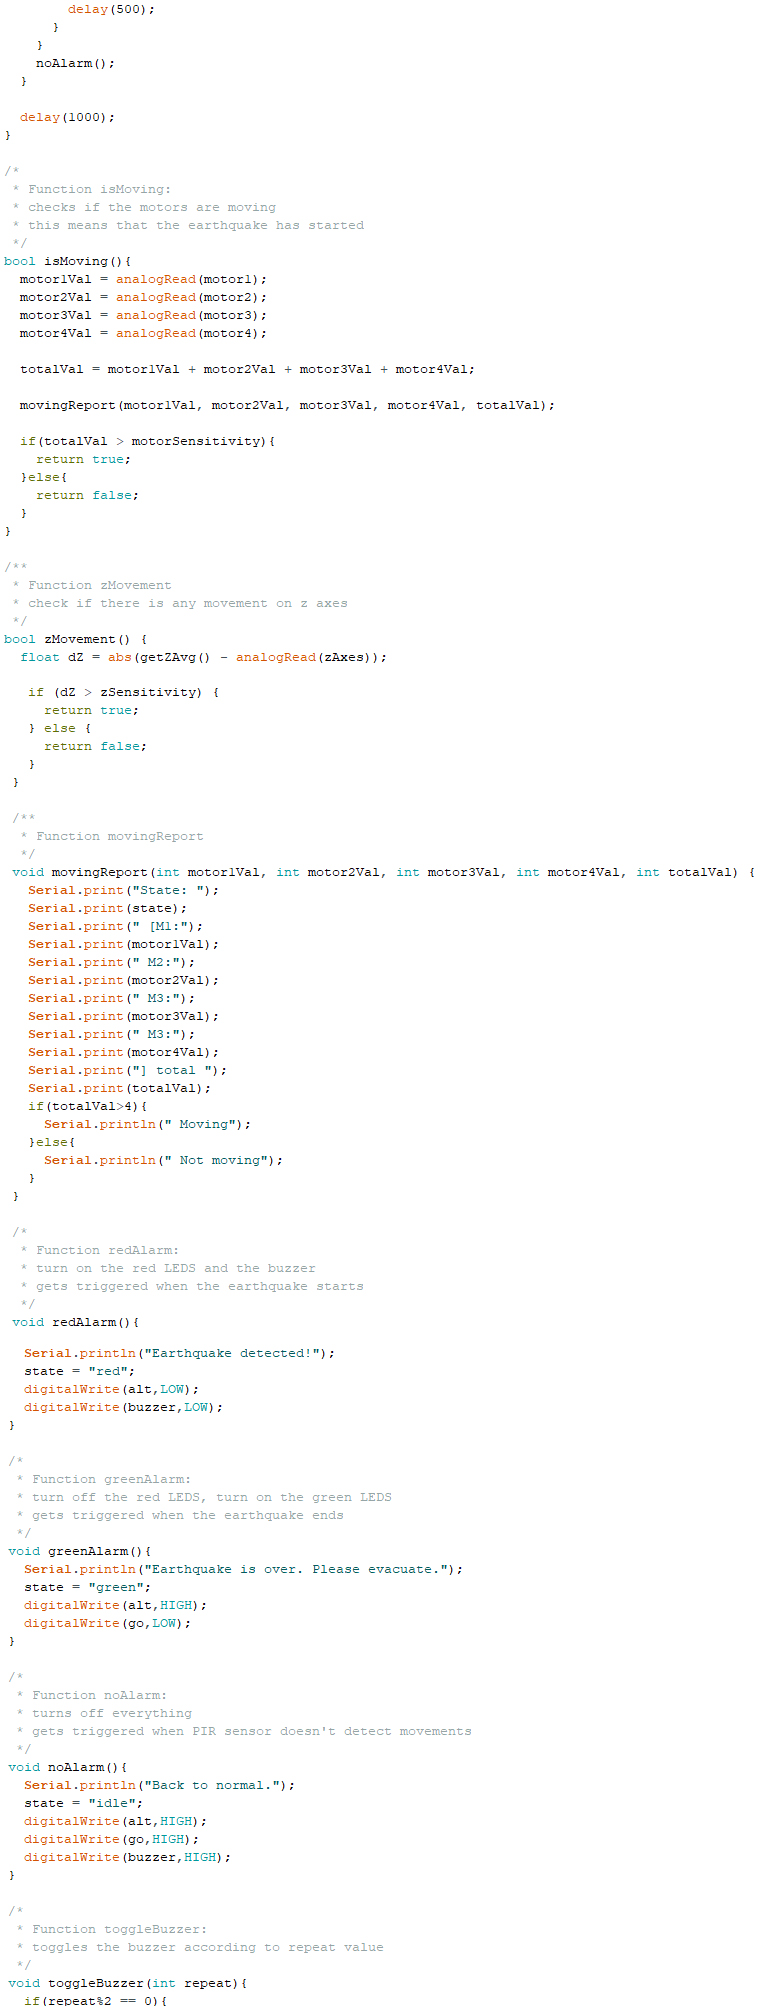 delay(500);
      }
    }
    noAlarm();
  }

  delay(1000);
}

/*
 * Function isMoving:
 * checks if the motors are moving
 * this means that the earthquake has started
 */
bool isMoving(){
  motor1Val = analogRead(motor1);
  motor2Val = analogRead(motor2);
  motor3Val = analogRead(motor3);
  motor4Val = analogRead(motor4);

  totalVal = motor1Val + motor2Val + motor3Val + motor4Val;

  movingReport(motor1Val, motor2Val, motor3Val, motor4Val, totalVal);

  if(totalVal > motorSensitivity){
    return true;
  }else{
    return false;
  }
}

/**
 * Function zMovement
 * check if there is any movement on z axes
 */
bool zMovement() {
  float dZ = abs(getZAvg() - analogRead(zAxes));

   if (dZ > zSensitivity) {
     return true;
   } else {
     return false;
   }
 }

 /**
  * Function movingReport
  */
 void movingReport(int motor1Val, int motor2Val, int motor3Val, int motor4Val, int totalVal) {
   Serial.print("State: ");
   Serial.print(state);
   Serial.print(" [M1:");
   Serial.print(motor1Val);
   Serial.print(" M2:");
   Serial.print(motor2Val);
   Serial.print(" M3:");
   Serial.print(motor3Val);
   Serial.print(" M3:");
   Serial.print(motor4Val);
   Serial.print("] total ");
   Serial.print(totalVal);
   if(totalVal>4){
     Serial.println(" Moving");
   }else{
     Serial.println(" Not moving");
   }
 }

 /*
  * Function redAlarm:
  * turn on the red LEDS and the buzzer
  * gets triggered when the earthquake starts
  */
 void redAlarm(){

  Serial.println("Earthquake detected!");
  state = "red";
  digitalWrite(alt,LOW);
  digitalWrite(buzzer,LOW);
}

/*
 * Function greenAlarm:
 * turn off the red LEDS, turn on the green LEDS
 * gets triggered when the earthquake ends
 */
void greenAlarm(){
  Serial.println("Earthquake is over. Please evacuate.");
  state = "green";
  digitalWrite(alt,HIGH);
  digitalWrite(go,LOW);
}

/*
 * Function noAlarm:
 * turns off everything
 * gets triggered when PIR sensor doesn't detect movements
 */
void noAlarm(){
  Serial.println("Back to normal.");
  state = "idle";
  digitalWrite(alt,HIGH);
  digitalWrite(go,HIGH);
  digitalWrite(buzzer,HIGH);
}

/*
 * Function toggleBuzzer:
 * toggles the buzzer according to repeat value
 */
void toggleBuzzer(int repeat){
  if(repeat%2 == 0){